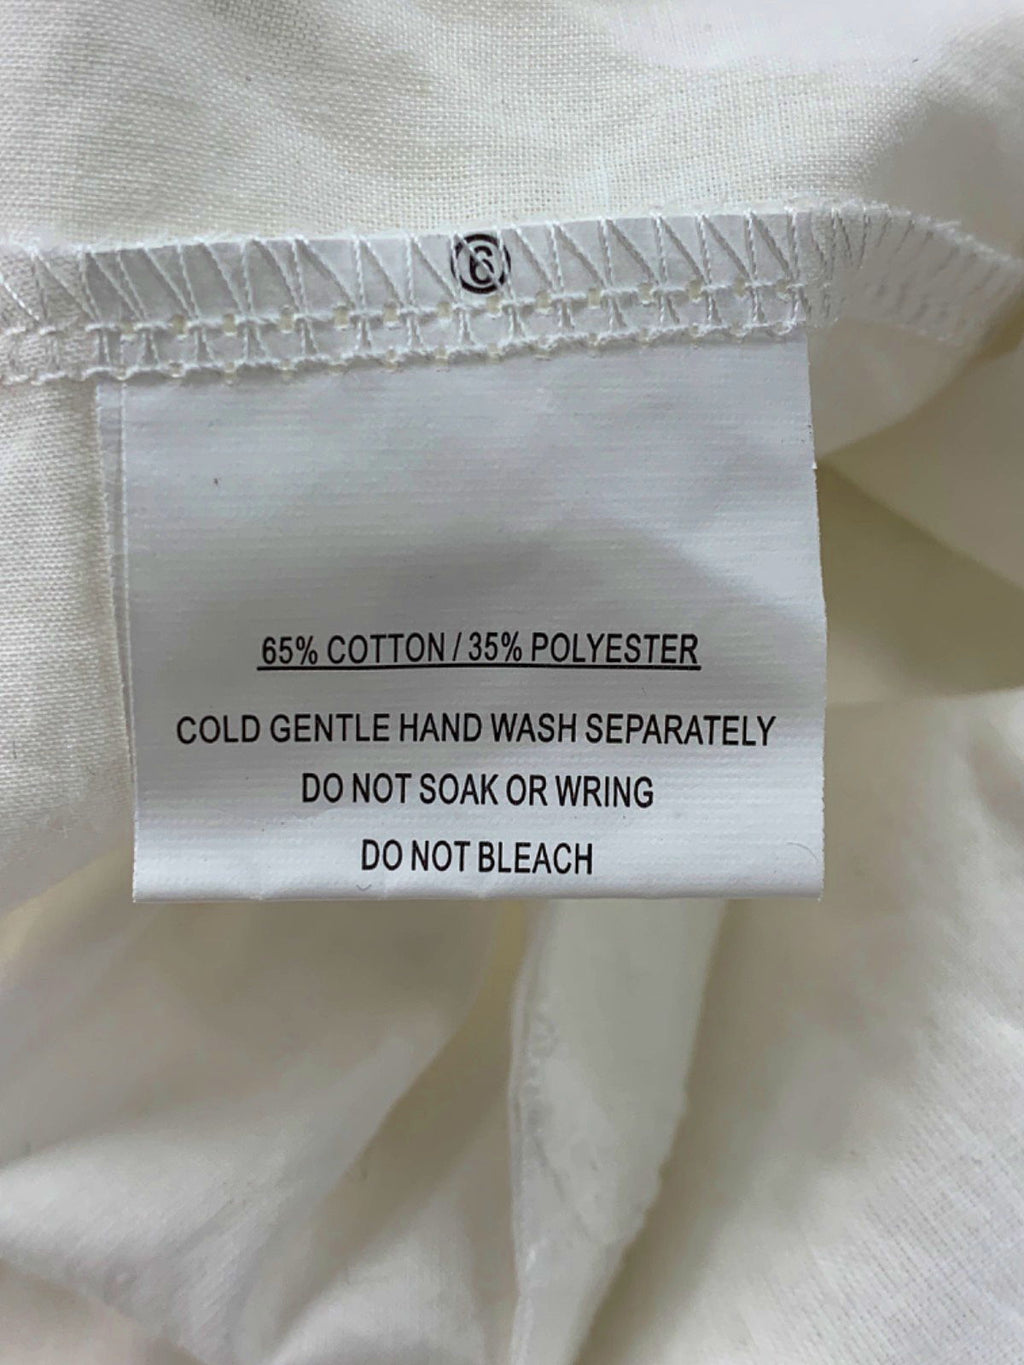 6
65% COTTON / 35% POLYESTER
COLD GENTLE HAND WASH SEPARATELY
DO NOT SOAK OR WRING
DO NOT BLEACH